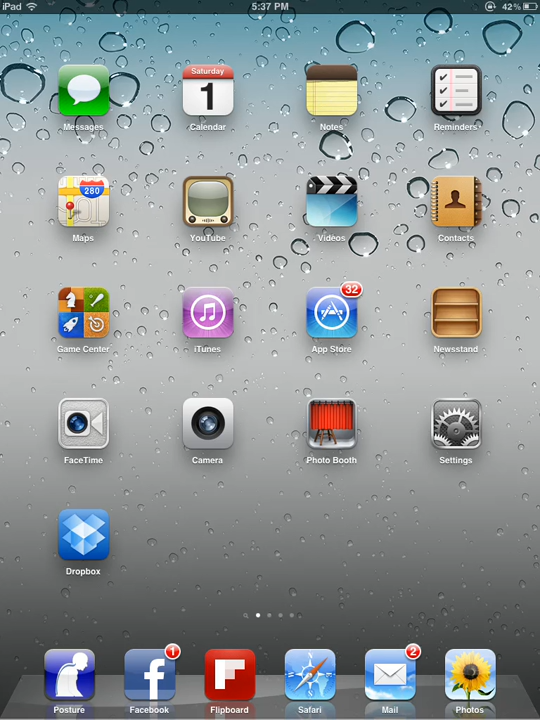 iPad 5:37 PM 42%
Saturday
1
Messages Calendar Notes Reminders
280
Maps YouTube Videos Contacts
32
Game Center iTunes App Store Newsstand
FaceTime Camera Photo Booth Settings
Dropbox
1 2
Posture Facebook Flipboard Safari Mail Photos